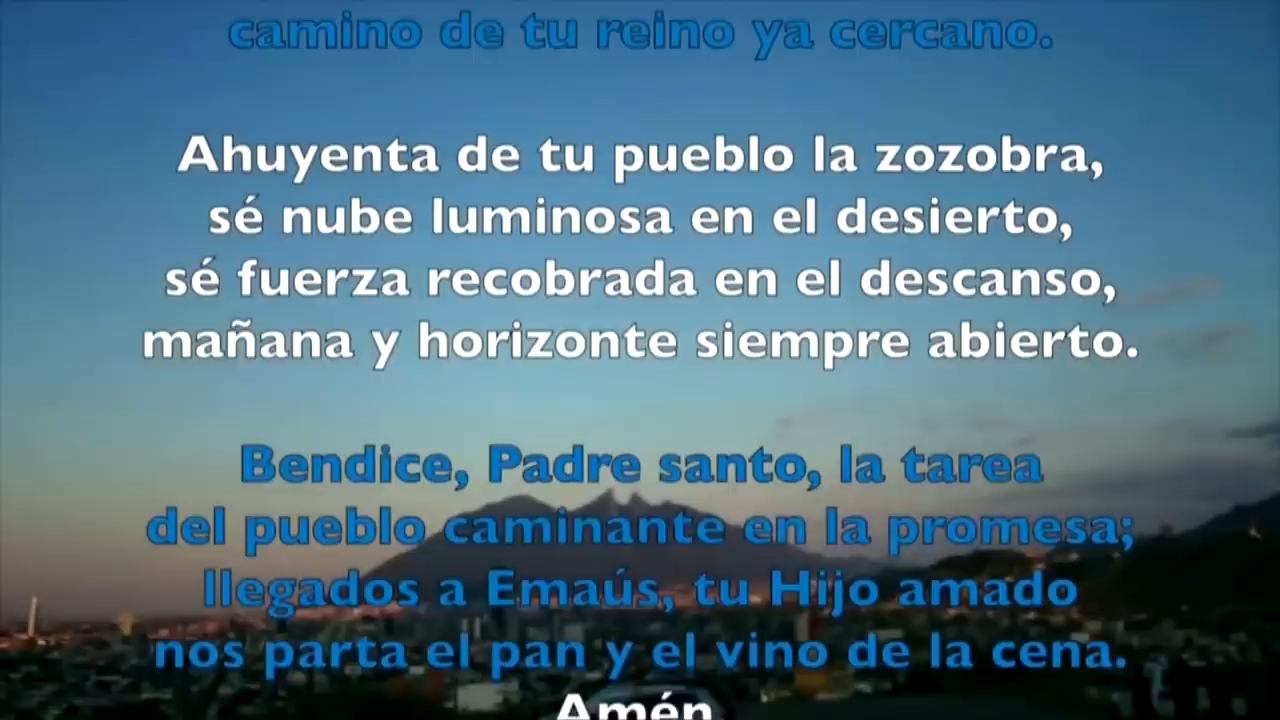 camino de tu reino ya cercano.
Ahuyenta de tu pueblo la zozobra,
sé nube luminosa en el desierto,
sé fuerza recobrada en el descanso,
mañana y horizonte siempre abierto.
Bendice, Padre santo, la tarea
del pueblo caminante en la promesa;
llegados a Emaús, tu Hijo amado
nos parta el pan y el vino de la cena.
Amén